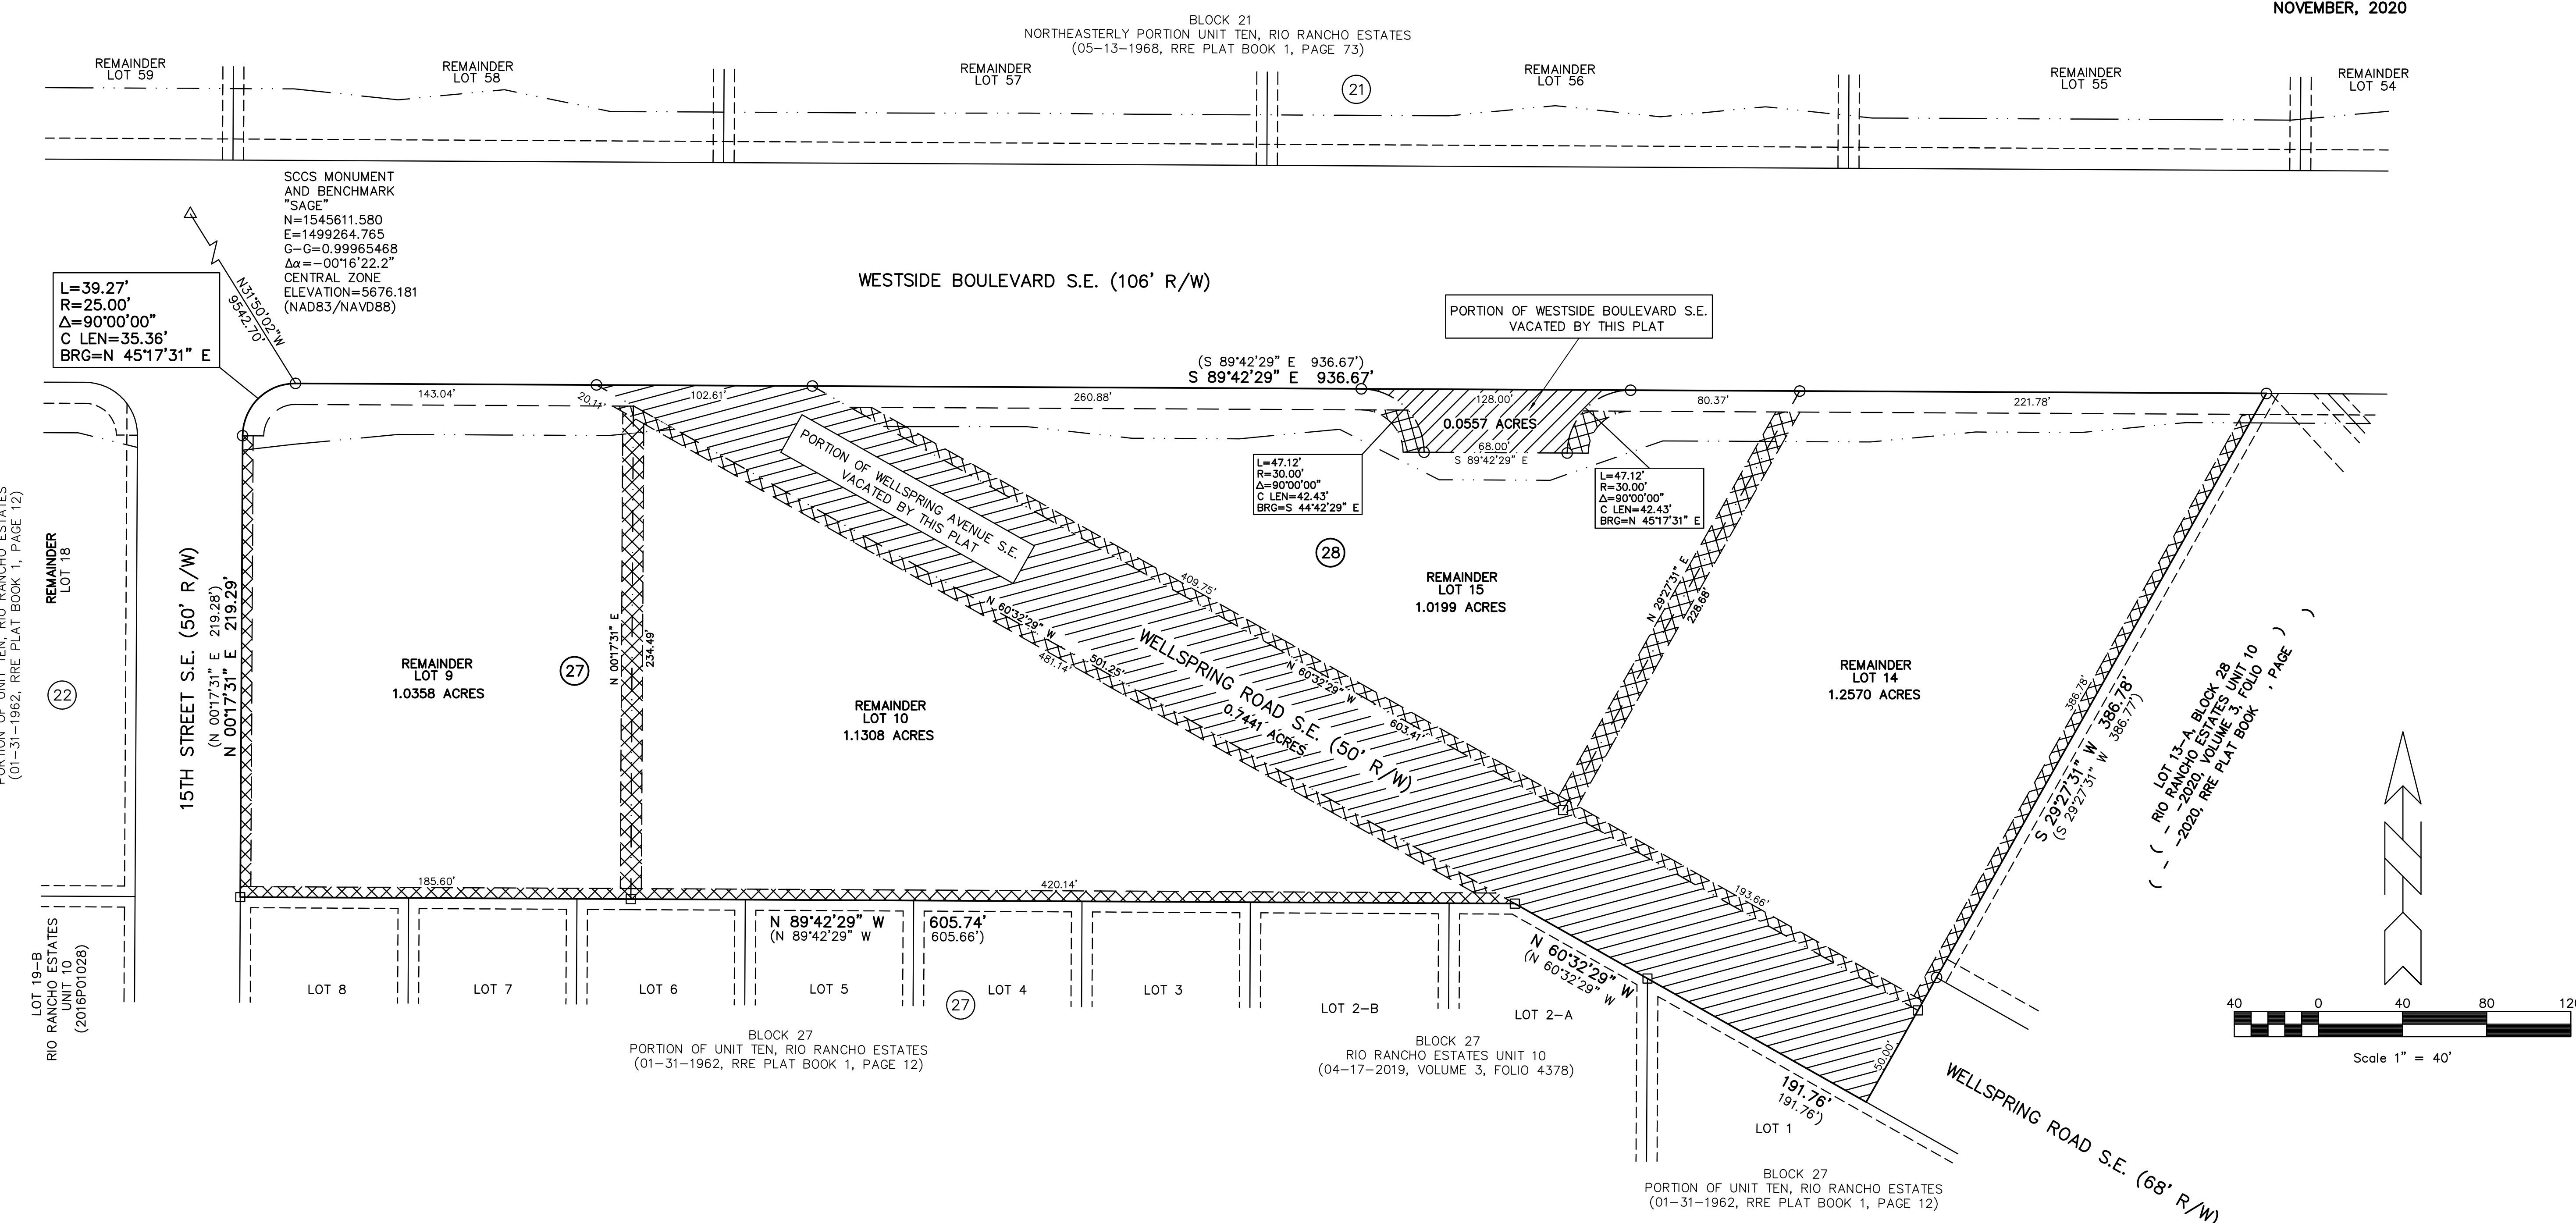 NOVEMBER, 2020
BLOCK 21
NORTHEASTERLY PORTION UNIT TEN, RIO RANCHO ESTATES
(05-13-1968, RRE PLAT BOOK 1, PAGE 73)
REMAINDER
LOT 59
REMAINDER
LOT 58
REMAINDER
LOT 57
REMAINDER
LOT 56
REMAINDER
LOT 55
REMAINDER
LOT 54
21
SCCS MONUMENT
AND BENCHMARK
"SAGE"
N=1545611.580
E=1499264.765
G-G=0.99965468
Δα=-00°16'22.2"
CENTRAL ZONE
ELEVATION=5676.181
(NAD83/NAVD88)
N31°50'02"W
9542.70'
L=39.27'
R=25.00'
Δ=90°00'00"
C LEN=35.36'
BRG=N 45°17'31" E
WESTSIDE BOULEVARD S.E. (106' R/W)
PORTION OF WESTSIDE BOULEVARD S.E.
VACATED BY THIS PLAT
(S 89°42'29" E 936.67')
S 89°42'29" E 936.67'
143.04'
20.11'
102.61'
260.88'
128.00'
80.37'
221.78'
0.0557 ACRES
68.00'
S 89°42'29" E
L=47.12'
R=30.00'
Δ=90°00'00"
C LEN=42.43'
BRG=S 44°42'29" E
L=47.12'
R=30.00'
Δ=90°00'00"
C LEN=42.43'
BRG=N 45°17'31" E
PORTION OF WELLSPRING AVENUE S.E.
VACATED BY THIS PLAT
PORTION OF UNIT TEN, RIO RANCHO ESTATES
(01-31-1962, RRE PLAT BOOK 1, PAGE 12)
REMAINDER
LOT 18
22
15TH STREET S.E. (50' R/W)
(N 00°17'31" E 219.28')
N 00°17'31" E 219.29'
REMAINDER
LOT 9
1.0358 ACRES
27
N 00°17'31" E
234.49'
REMAINDER
LOT 10
1.1308 ACRES
N 60°32'29" W
481.14'
501.25'
409.75'
WELLSPRING ROAD S.E. (50' R/W)
0.7441 ACRES
N 60°32'29" W
603.41'
28
REMAINDER
LOT 15
1.0199 ACRES
N 29°27'31" E
228.68'
REMAINDER
LOT 14
1.2570 ACRES
386.78'
S 29°27'31" W 386.78'
(S 29°27'31" W 386.77')
LOT 13-A, BLOCK 28
RIO RANCHO ESTATES UNIT 10
( - -2020, VOLUME 3, FOLIO )
( - -2020, RRE PLAT BOOK , PAGE )
193.66'
50.00'
185.60'
420.14'
N 89°42'29" W 605.74'
(N 89°42'29" W 605.66')
N 60°32'29" W
(N 60°32'29" W
191.76'
191.76')
LOT 19-B
RIO RANCHO ESTATES
UNIT 10
(2016P01028)
LOT 8
LOT 7
LOT 6
LOT 5
LOT 4
LOT 3
LOT 2-B
LOT 2-A
LOT 1
27
BLOCK 27
PORTION OF UNIT TEN, RIO RANCHO ESTATES
(01-31-1962, RRE PLAT BOOK 1, PAGE 12)
BLOCK 27
RIO RANCHO ESTATES UNIT 10
(04-17-2019, VOLUME 3, FOLIO 4378)
BLOCK 27
PORTION OF UNIT TEN, RIO RANCHO ESTATES
(01-31-1962, RRE PLAT BOOK 1, PAGE 12)
WELLSPRING ROAD S.E. (68' R/W)
N
40 0 40 80 120
Scale 1" = 40'